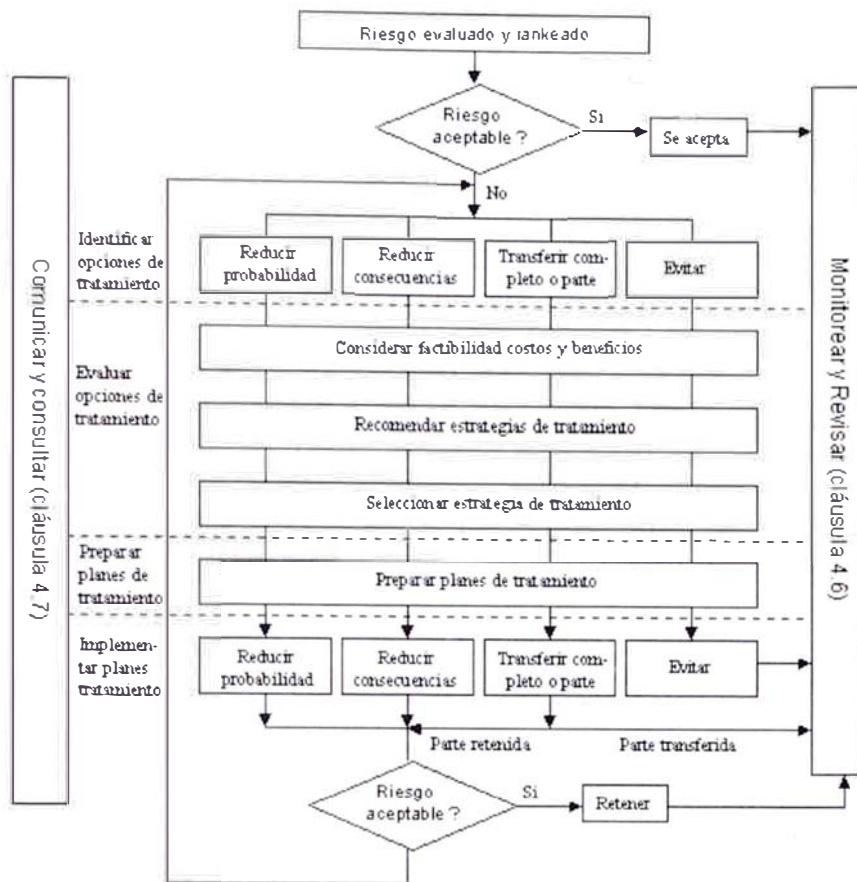 Riesgo evaluado y rankeado
Riesgo
aceptable ?
Si
Se acepta
No
Identificar
opciones de
tratamiento
Reducir
probabilidad
Reducir
consecuencias
Transferir com-
pleto o parte
Evitar
Considerar factibilidad costos y beneficios
Evaluar
opciones de
tratamiento
Recomendar estrategias de tratamiento
Seleccionar estrategia de tratamiento
Preparar
planes de
tratamiento
Preparar planes de tratamiento
Implemen-
tar planes
tratamiento
Reducir
probabilidad
Reducir
consecuencias
Transferir com-
pleto o parte
Evitar
Parte retenida
Parte transferida
Riesgo
aceptable ?
Si
Retener
Comunicar y consultar (cláusula 4.7)
Monitorear y Revisar (cláusula 4.6)